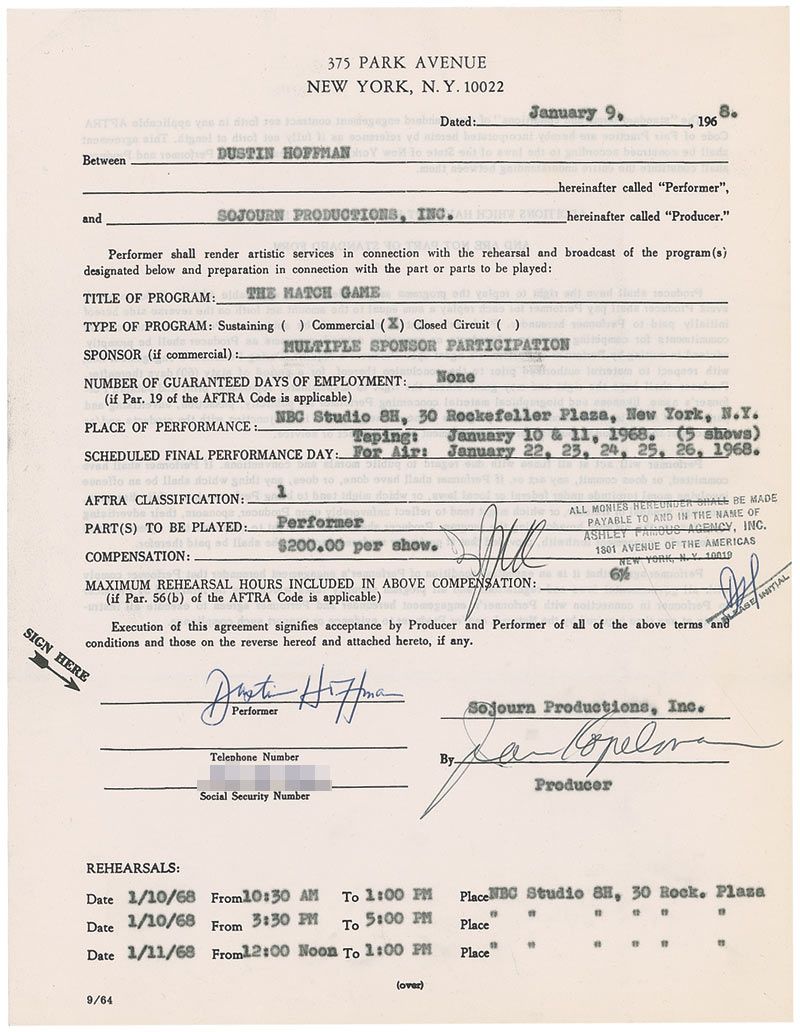 375 PARK AVENUE
NEW YORK, N. Y. 10022
Dated: January 9, 1968.
Between DUSTIN HOFFMAN
hereinafter called "Performer",
and SOJOURN PRODUCTIONS, INC. hereinafter called "Producer."
Performer shall render artistic services in connection with the rehearsal and broadcast of the program(s)
designated below and preparation in connection with the part or parts to be played:
TITLE OF PROGRAM: THE MATCH GAME
TYPE OF PROGRAM: Sustaining ( ) Commercial (X) Closed Circuit ( )
SPONSOR (if commercial): MULTIPLE SPONSOR PARTICIPATION
NUMBER OF GUARANTEED DAYS OF EMPLOYMENT: None
(if Par. 19 of the AFTRA Code is applicable)
PLACE OF PERFORMANCE: NBC Studio 8H, 30 Rockefeller Plaza, New York, N.Y.
Taping: January 10 & 11, 1968. (5 shows)
SCHEDULED FINAL PERFORMANCE DAY: For Air: January 22, 23, 24, 25, 26, 1968.
AFTRA CLASSIFICATION: 1
PART(S) TO BE PLAYED: Performer
COMPENSATION: $200.00 per show.
ALL MONIES HEREUNDER SHALL BE MADE
PAYABLE TO AND IN THE NAME OF
ASHLEY FAMOUS AGENCY, INC.
1801 AVENUE OF THE AMERICAS
NEW YORK, N.Y. 10019
MAXIMUM REHEARSAL HOURS INCLUDED IN ABOVE COMPENSATION: 6½
(if Par. 56(b) of the AFTRA Code is applicable)
PLEASE INITIAL
Execution of this agreement signifies acceptance by Producer and Performer of all of the above terms and
conditions and those on the reverse hereof and attached hereto, if any.
SIGN HERE
Dustin Hoffman
Performer
Sojourn Productions, Inc.
Telephone Number
By Jean Kopelman
Producer
Social Security Number
REHEARSALS:
Date 1/10/68 From 10:30 AM To 1:00 PM Place NBC Studio 8H, 30 Rock. Plaza
Date 1/10/68 From 3:30 PM To 5:00 PM Place " " " " "
Date 1/11/68 From 12:00 Noon To 1:00 PM Place " " " " "
(over)
9/64